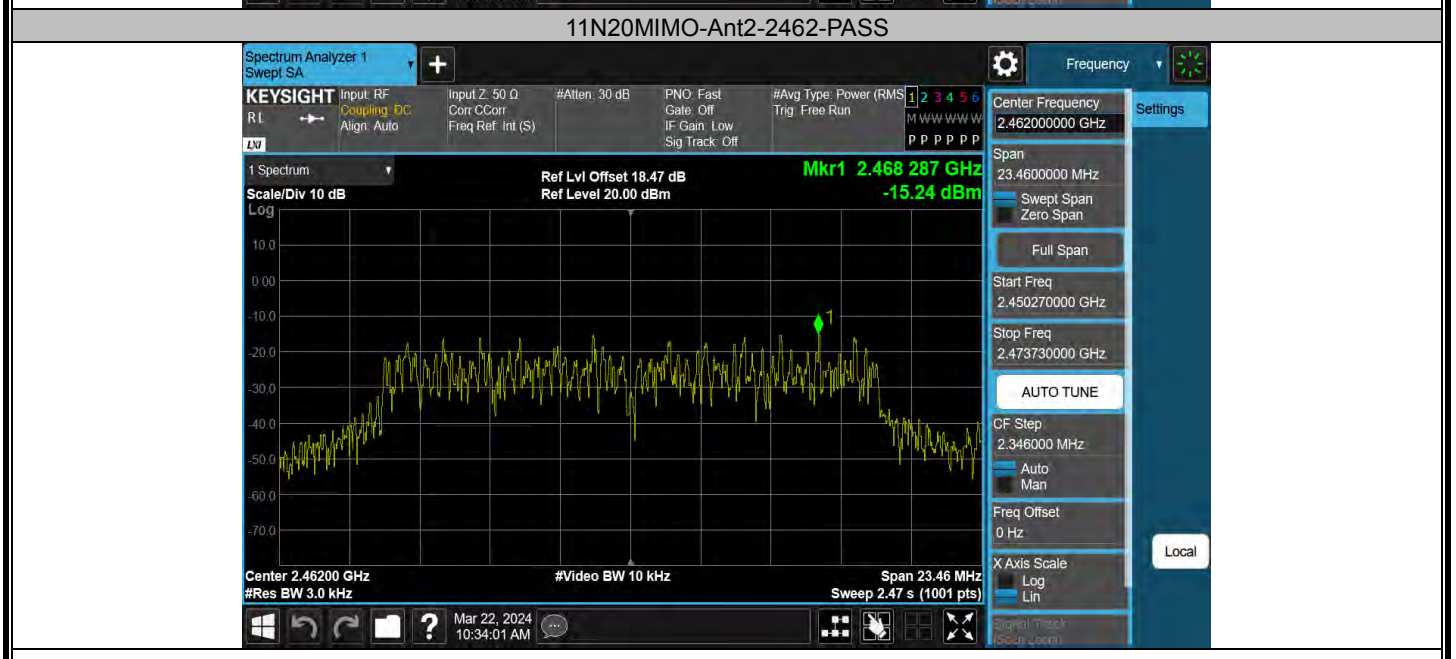 11N20MIMO-Ant2-2462-PASS
Spectrum Analyzer 1
Swept SA
Frequency
KEYSIGHT
RL
LXI
Input: RF
Coupling: DC
Align: Auto
Input Z: 50 Ω
Corr CCorr
Freq Ref: Int (S)
#Atten: 30 dB
PNO: Fast
Gate: Off
IF Gain: Low
Sig Track: Off
#Avg Type: Power (RMS
Trig: Free Run
1 2 3 4 5 6
M W W W W W
P P P P P P
1 Spectrum
Scale/Div 10 dB
Log
Ref Lvl Offset 18.47 dB
Ref Level 20.00 dBm
Mkr1 2.468 287 GHz
-15.24 dBm
10.0
0.00
-10.0
-20.0
-30.0
-40.0
-50.0
-60.0
-70.0
1
Center 2.46200 GHz
#Res BW 3.0 kHz
#Video BW 10 kHz
Span 23.46 MHz
Sweep 2.47 s (1001 pts)
?
Mar 22, 2024
10:34:01 AM
Center Frequency
2.462000000 GHz
Settings
Span
23.4600000 MHz
Swept Span
Zero Span
Full Span
Start Freq
2.450270000 GHz
Stop Freq
2.473730000 GHz
AUTO TUNE
CF Step
2.346000 MHz
Auto
Man
Freq Offset
0 Hz
X Axis Scale
Log
Lin
Local
Signal Track
(Span Zoom)